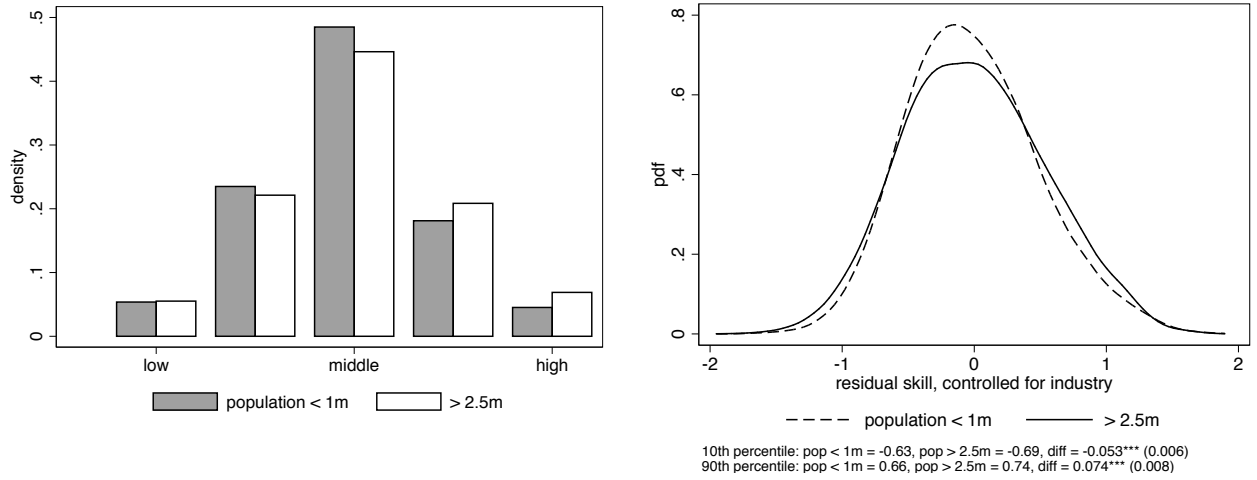 density
.5
.4
.3
.2
.1
0
low middle high
population < 1m > 2.5m
pdf
.8
.6
.4
.2
0
-2 -1 0 1 2
residual skill, controlled for industry
population < 1m > 2.5m
10th percentile: pop < 1m = -0.63, pop > 2.5m = -0.69, diff = -0.053*** (0.006)
90th percentile: pop < 1m = 0.66, pop > 2.5m = 0.74, diff = 0.074*** (0.008)